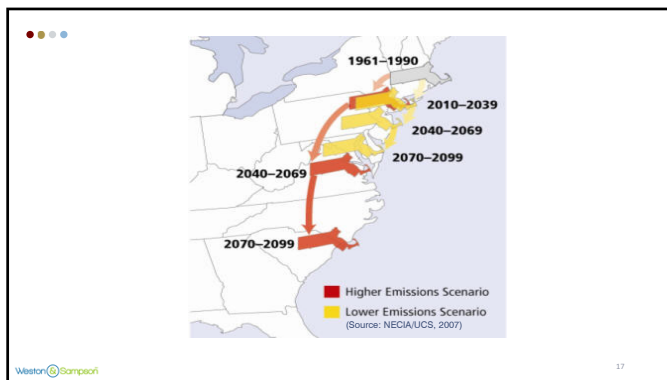 1961–1990
2010–2039
2040–2069
2070–2099
2040–2069
2070–2099
Higher Emissions Scenario
Lower Emissions Scenario
(Source: NECIA/UCS, 2007)
Weston & Sampson
17